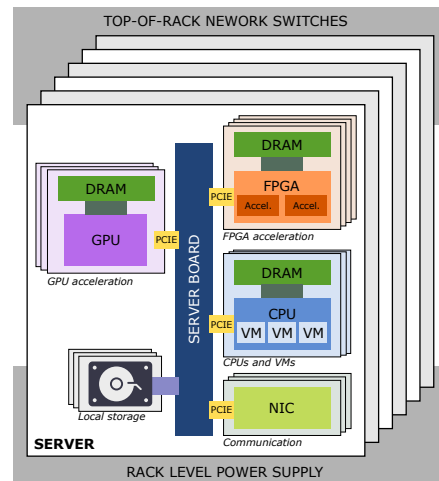 TOP-OF-RACK NEWORK SWITCHES
DRAM
FPGA
Accel.
Accel.
PCIE
FPGA acceleration
DRAM
GPU
PCIE
GPU acceleration
SERVER BOARD
DRAM
CPU
VM
VM
VM
PCIE
CPUs and VMs
Local storage
PCIE
NIC
Communication
SERVER
RACK LEVEL POWER SUPPLY